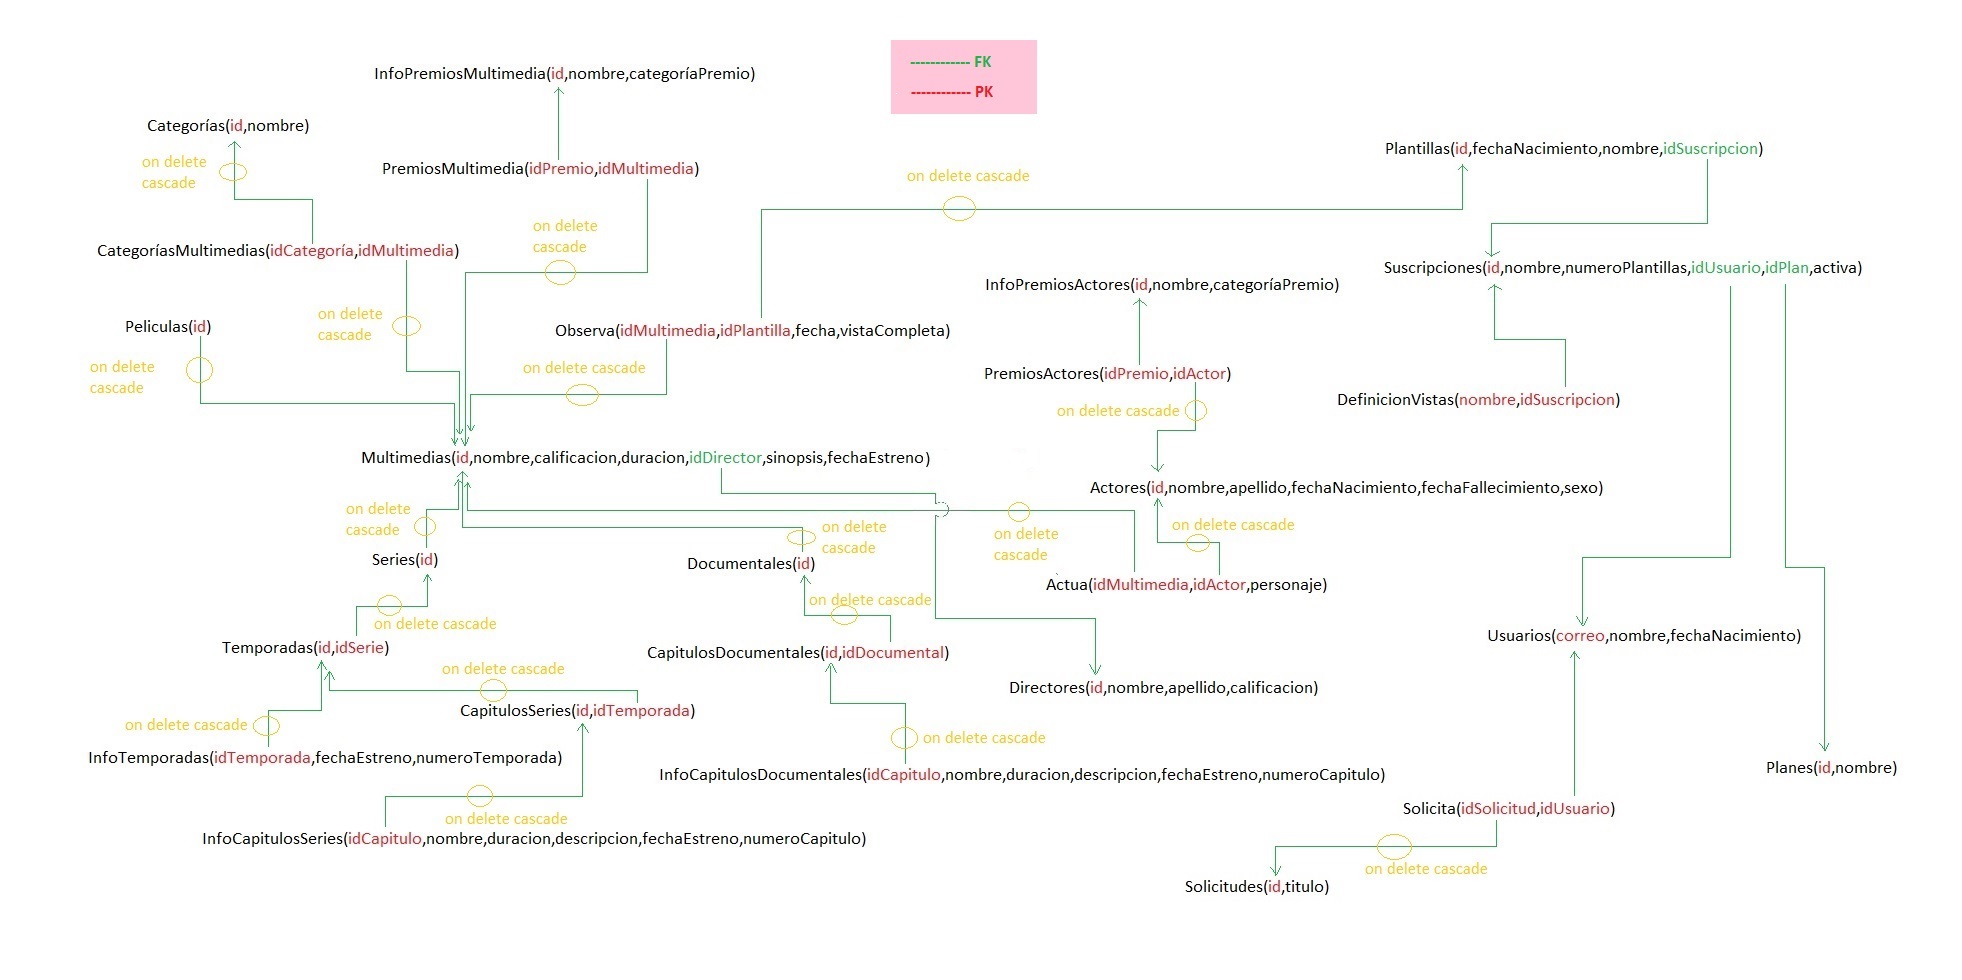 ------------ FK
------------ PK
InfoPremiosMultimedia(id,nombre,categoríaPremio)
Categorías(id,nombre)
on delete
cascade
PremiosMultimedia(idPremio,idMultimedia)
Plantillas(id,fechaNacimiento,nombre,idSuscripcion)
on delete cascade
on delete
cascade
CategoríasMultimedias(idCategoría,idMultimedia)
Suscripciones(id,nombre,numeroPlantillas,idUsuario,idPlan,activa)
InfoPremiosActores(id,nombre,categoríaPremio)
on delete
cascade
Peliculas(id)
Observa(idMultimedia,idPlantilla,fecha,vistaCompleta)
on delete
cascade
on delete cascade
PremiosActores(idPremio,idActor)
on delete cascade
DefinicionVistas(nombre,idSuscripcion)
Multimedias(id,nombre,calificacion,duracion,idDirector,sinopsis,fechaEstreno)
Actores(id,nombre,apellido,fechaNacimiento,fechaFallecimiento,sexo)
on delete
cascade
on delete
cascade
on delete
cascade
on delete cascade
Series(id)
Documentales(id)
Actua(idMultimedia,idActor,personaje)
on delete cascade
on delete cascade
Usuarios(correo,nombre,fechaNacimiento)
Temporadas(id,idSerie)
CapitulosDocumentales(id,idDocumental)
on delete cascade
Directores(id,nombre,apellido,calificacion)
CapitulosSeries(id,idTemporada)
on delete cascade
on delete cascade
InfoTemporadas(idTemporada,fechaEstreno,numeroTemporada)
InfoCapitulosDocumentales(idCapitulo,nombre,duracion,descripcion,fechaEstreno,numeroCapitulo)
Planes(id,nombre)
Solicita(idSolicitud,idUsuario)
on delete cascade
InfoCapitulosSeries(idCapitulo,nombre,duracion,descripcion,fechaEstreno,numeroCapitulo)
on delete cascade
Solicitudes(id,titulo)